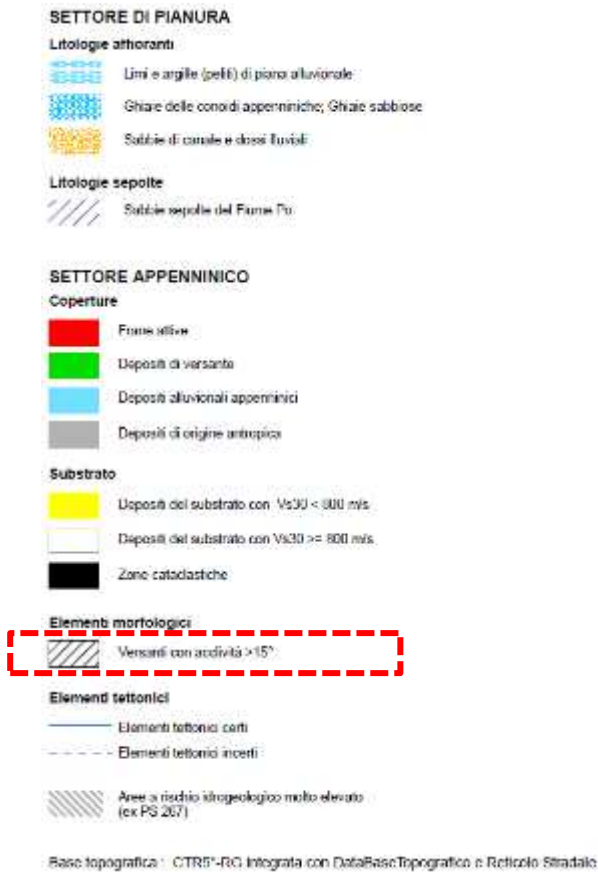 SETTORE DI PIANURA
Litologie affioranti
Limi e argille (peliti) di piana alluvionale
Ghiaie delle conoidi appenniniche; Ghiaie sabbiose
Sabbie di canale e dossi fluviali
Litologie sepolte
Sabbie sepolte del Fiume Po
SETTORE APPENNINICO
Coperture
Frane attive
Depositi di versante
Depositi alluvionali appenninici
Depositi di origine antropica
Substrato
Depositi del substrato con Vs30 < 800 m/s
Depositi del substrato con Vs30 >= 800 m/s
Zone cataclastiche
Elementi morfologici
Versanti con acclività >15°
Elementi tettonici
Elementi tettonici certi
Elementi tettonici incerti
Aree a rischio idrogeologico molto elevato
(ex PS 267)
Base topografica : CTR5°-RG integrata con DataBaseTopografico e Reticolo Stradale